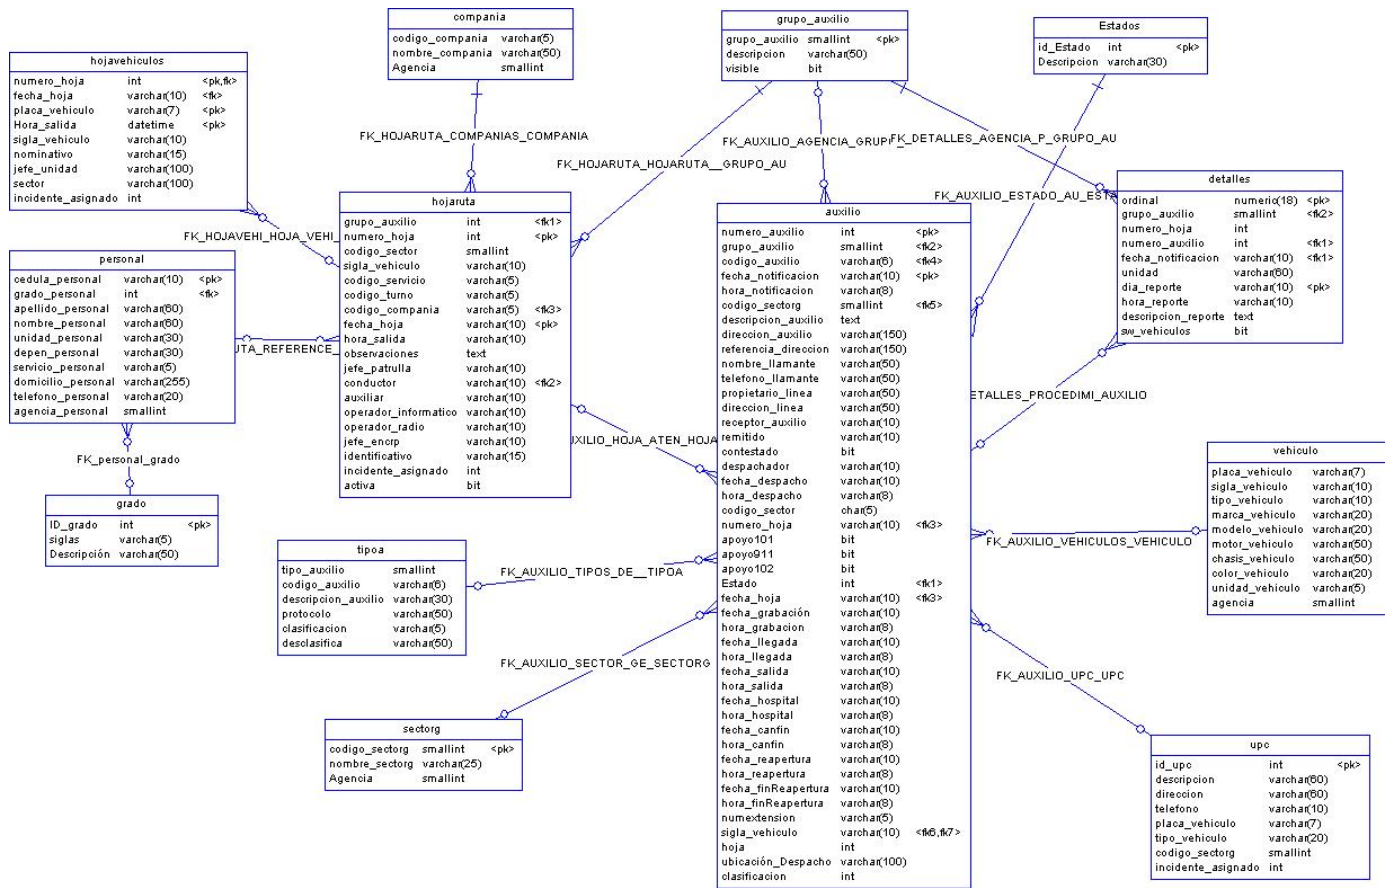 compania
codigo_compania varchar(5)
nombre_compania varchar(50)
Agencia smallint
grupo_auxilio
grupo_auxilio smallint <pk>
descripcion varchar(50)
visible bit
Estados
id_Estado int <pk>
Descripcion varchar(30)
hojavehiculos
numero_hoja int <pk,fk>
fecha_hoja varchar(10) <fk>
placa_vehiculo varchar(7) <pk>
Hora_salida datetime <pk>
sigla_vehiculo varchar(10)
nominativo varchar(15)
jefe_unidad varchar(100)
sector varchar(100)
incidente_asignado int
FK_HOJARUTA_COMPANIAS_COMPANIA
FK_HOJARUTA_HOJARUTA__GRUPO_AU
FK_AUXILIO_AGENCIA_GRUP
FK_DETALLES_AGENCIA_P_GRUPO_AU
FK_AUXILIO_ESTADO_AU_ESTA
FK_HOJAVEHI_HOJA_VEHI_
personal
cedula_personal varchar(10) <pk>
grado_personal int <fk>
apellido_personal varchar(60)
nombre_personal varchar(60)
unidad_personal varchar(30)
depen_personal varchar(30)
servicio_personal varchar(5)
domicilio_personal varchar(255)
telefono_personal varchar(20)
agencia_personal smallint
UTA_REFERENCE_
FK_personal_grado
grado
ID_grado int <pk>
siglas varchar(5)
Descripción varchar(50)
hojaruta
grupo_auxilio int <fk1>
numero_hoja int <pk>
codigo_sector smallint
sigla_vehiculo varchar(10)
codigo_servicio varchar(5)
codigo_turno varchar(5)
codigo_compania varchar(5) <fk3>
fecha_hoja varchar(10) <pk>
hora_salida varchar(10)
observaciones text
jefe_patrulla varchar(10)
conductor varchar(10) <fk2>
auxiliar varchar(10)
operador_informatico varchar(10)
operador_radio varchar(10)
jefe_encrp varchar(10)
identificativo varchar(15)
incidente_asignado int
activa bit
UXILIO_HOJA_ATEN_HOJA
tipoa
tipo_auxilio smallint
codigo_auxilio varchar(6)
descripcion_auxilio varchar(30)
protocolo varchar(50)
clasificacion varchar(5)
desclasifica varchar(50)
FK_AUXILIO_TIPOS_DE__TIPOA
FK_AUXILIO_SECTOR_GE_SECTORG
sectorg
codigo_sectorg smallint <pk>
nombre_sectorg varchar(25)
Agencia smallint
auxilio
numero_auxilio int <pk>
grupo_auxilio smallint <fk2>
codigo_auxilio varchar(6) <fk4>
fecha_notificacion varchar(10) <pk>
hora_notificacion varchar(8)
codigo_sectorg smallint <fk5>
descripcion_auxilio text
direccion_auxilio varchar(150)
referencia_direccion varchar(150)
nombre_llamante varchar(50)
telefono_llamante varchar(50)
propietario_linea varchar(50)
direccion_linea varchar(50)
receptor_auxilio varchar(10)
remitido varchar(10)
contestado bit
despachador varchar(10)
fecha_despacho varchar(10)
hora_despacho varchar(8)
codigo_sector char(5)
numero_hoja varchar(10) <fk3>
apoyo101 bit
apoyo911 bit
apoyo102 bit
Estado int <fk1>
fecha_hoja varchar(10) <fk3>
fecha_grabación varchar(10)
hora_grabacion varchar(8)
fecha_llegada varchar(10)
hora_llegada varchar(8)
fecha_salida varchar(10)
hora_salida varchar(8)
fecha_hospital varchar(10)
hora_hospital varchar(8)
fecha_canfin varchar(10)
hora_canfin varchar(8)
fecha_reapertura varchar(10)
hora_reapertura varchar(8)
fecha_finReapertura varchar(10)
hora_finReapertura varchar(8)
numextension varchar(5)
sigla_vehiculo varchar(10) <fk6,fk7>
hoja int
ubicación_Despacho varchar(100)
clasificacion int
detalles
ordinal numeric(18) <pk>
grupo_auxilio smallint <fk2>
numero_hoja int
numero_auxilio int <fk1>
fecha_notificacion varchar(10) <fk1>
unidad varchar(60)
dia_reporte varchar(10) <pk>
hora_reporte varchar(10)
descripcion_reporte text
sw_vehiculos bit
ETALLES_PROCEDIMI_AUXILIO
vehiculo
placa_vehiculo varchar(7)
sigla_vehiculo varchar(10)
tipo_vehiculo varchar(10)
marca_vehiculo varchar(20)
modelo_vehiculo varchar(20)
motor_vehiculo varchar(50)
chasis_vehiculo varchar(50)
color_vehiculo varchar(20)
unidad_vehiculo varchar(5)
agencia smallint
FK_AUXILIO_VEHICULOS_VEHICULO
FK_AUXILIO_UPC_UPC
upc
id_upc int <pk>
descripcion varchar(60)
direccion varchar(60)
telefono varchar(10)
placa_vehiculo varchar(7)
tipo_vehiculo varchar(20)
codigo_sectorg smallint
incidente_asignado int